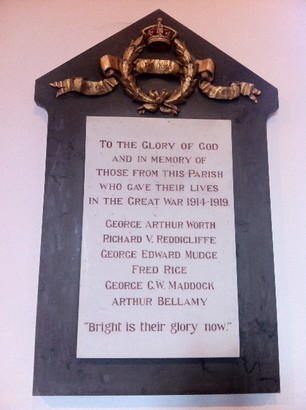 TO THE GLORY OF GOD
AND IN MEMORY OF
THOSE FROM THIS PARISH
WHO GAVE THEIR LIVES
IN THE GREAT WAR 1914-1919.
GEORGE ARTHUR WORTH
RICHARD V. REDDICLIFFE
GEORGE EDWARD MUDGE
FRED RICE
GEORGE C.W. MADDOCK
ARTHUR BELLAMY
"Bright is their glory now."